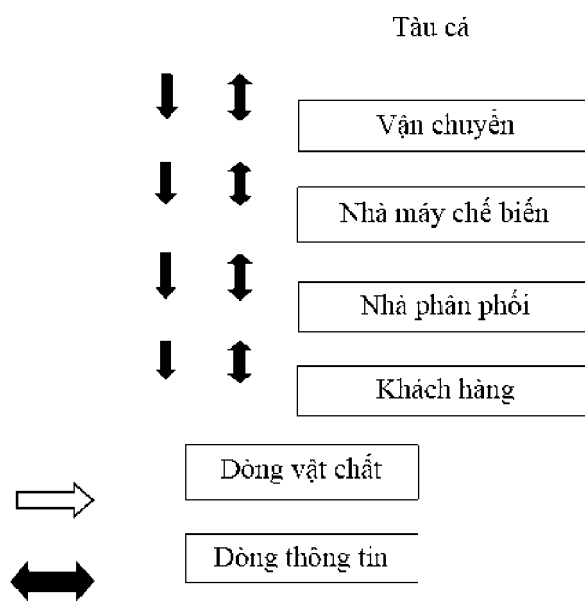 Tàu cá
Vận chuyển
Nhà máy chế biến
Nhà phân phối
Khách hàng
Dòng vật chất
Dòng thông tin